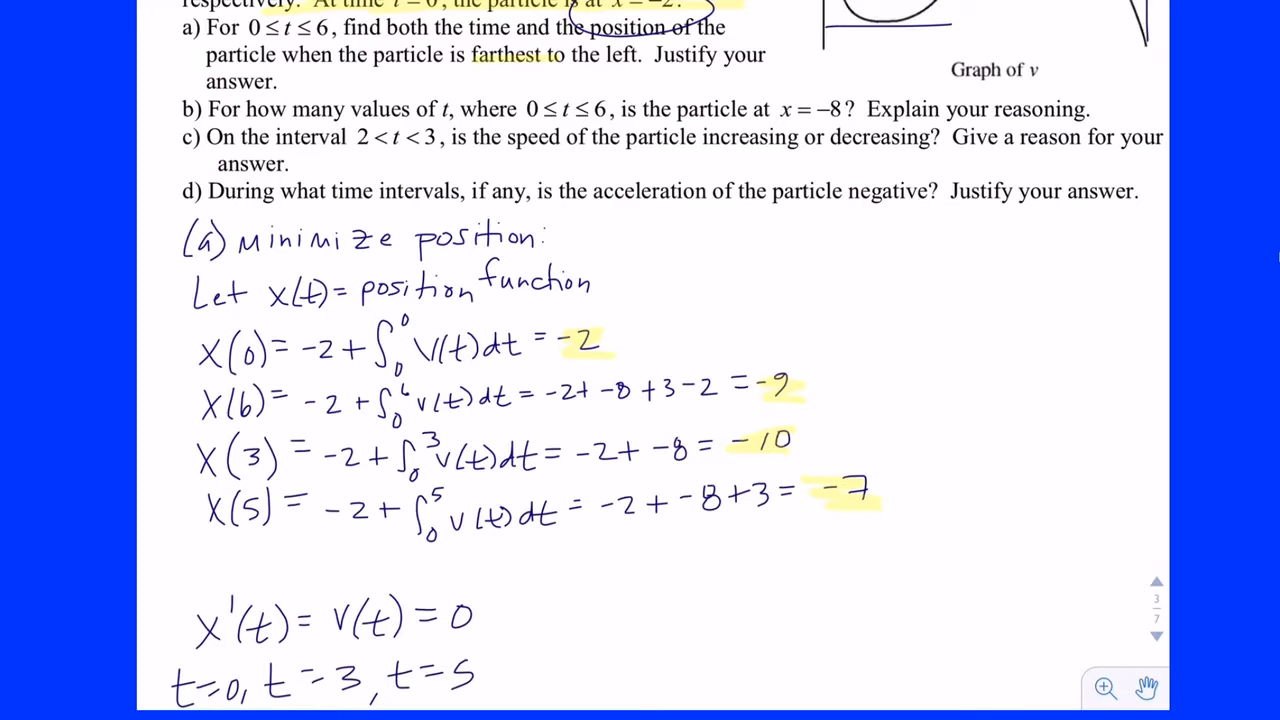 respectively. At time t = 0, the particle is at x = −2.
a) For 0 ≤ t ≤ 6, find both the time and the position of the
particle when the particle is farthest to the left. Justify your
answer.
Graph of v
b) For how many values of t, where 0 ≤ t ≤ 6, is the particle at x = −8? Explain your reasoning.
c) On the interval 2 < t < 3, is the speed of the particle increasing or decreasing? Give a reason for your
answer.
d) During what time intervals, if any, is the acceleration of the particle negative? Justify your answer.
(a) minimize position:
Let x(t) = position function
X(0) = -2 + ∫₀⁰ V(t)dt = -2
X(6) = -2 + ∫₀⁶ v(t)dt = -2+ -8 +3 -2 = -9
X(3) = -2 + ∫₀³ v(t)dt = -2 + -8 = -10
X(5) = -2 + ∫₀⁵ v(t)dt = -2 + -8 +3 = -7
x'(t) = v(t) = 0
t=0, t=3, t=5
3
7